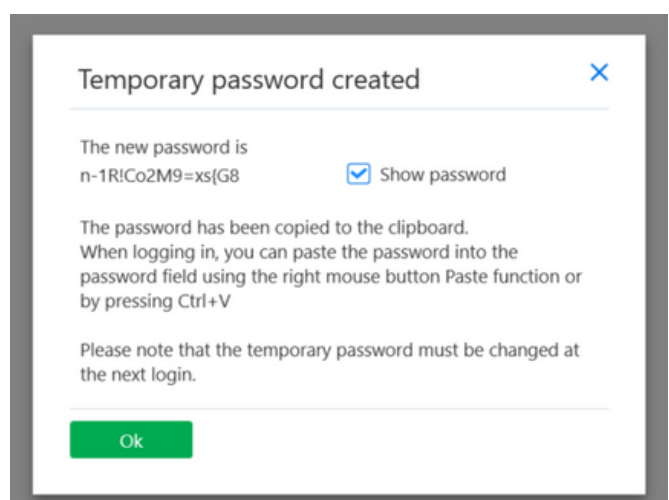 Temporary password created
The new password is
n-1R!Co2M9=xs{G8
Show password
The password has been copied to the clipboard.
When logging in, you can paste the password into the
password field using the right mouse button Paste function or
by pressing Ctrl+V
Please note that the temporary password must be changed at
the next login.
Ok